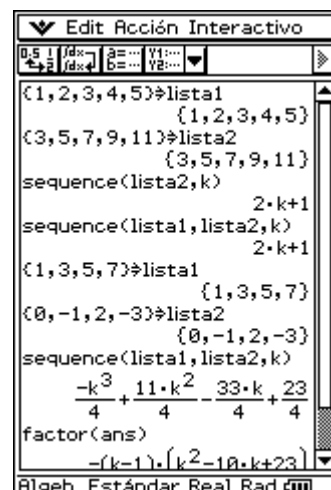 Edit Acción Interactivo
{1,2,3,4,5}⇒lista1
{1,2,3,4,5}
{3,5,7,9,11}⇒lista2
{3,5,7,9,11}
sequence(lista2,k)
2·k+1
sequence(lista1,lista2,k)
2·k+1
{1,3,5,7}⇒lista1
{1,3,5,7}
{0,-1,2,-3}⇒lista2
{0,-1,2,-3}
sequence(lista1,lista2,k)
-k³/4 + 11·k²/4 - 33·k/4 + 23/4
factor(ans)
-(k-1)·(k²-10·k+23)
Algeb Estándar Real Rad